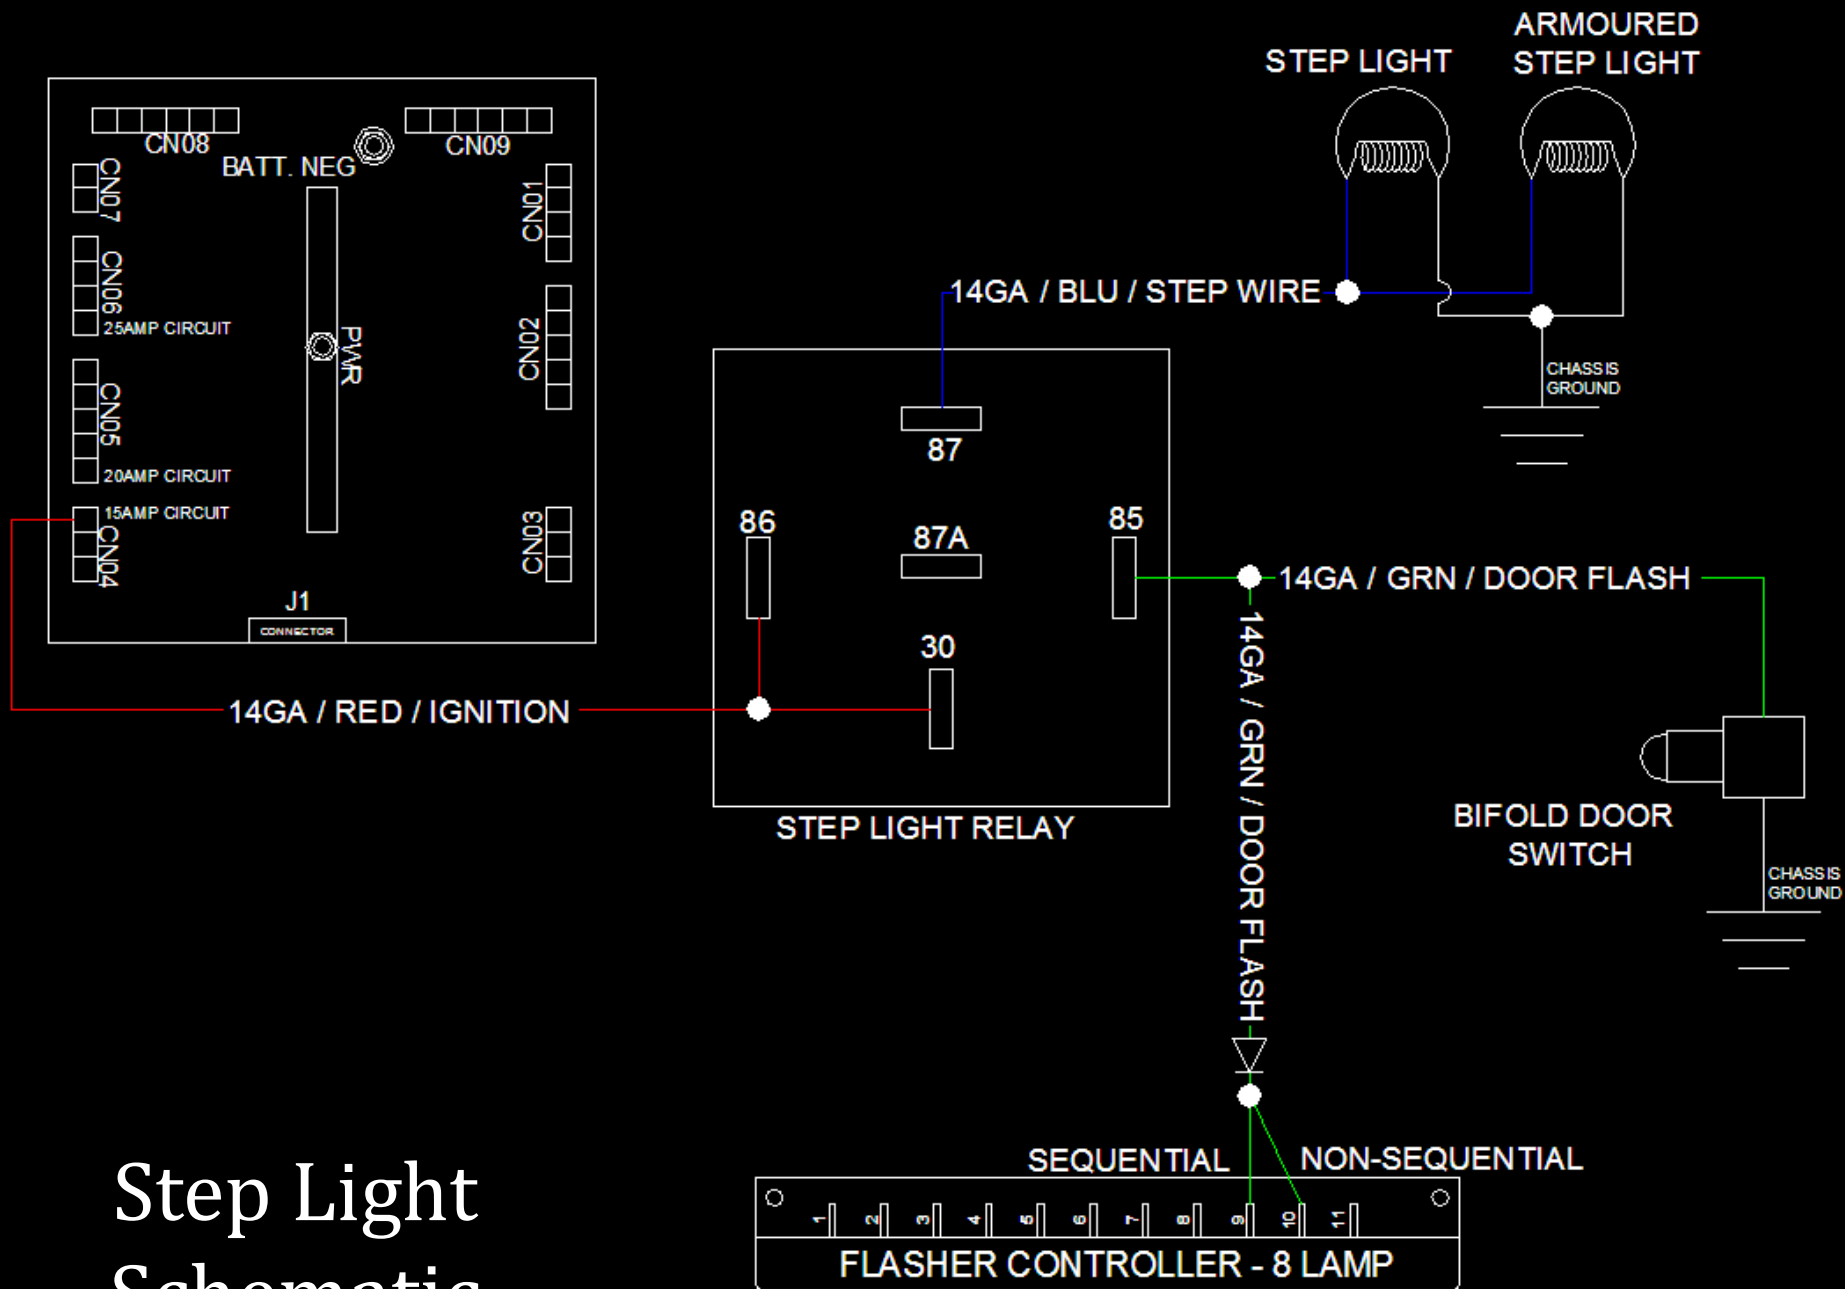 ARMOURED
STEP LIGHT
STEP LIGHT
CN08
CN09
BATT. NEG
CN07
CN01
CN06
25AMP CIRCUIT
PWR
CN02
CN05
20AMP CIRCUIT
15AMP CIRCUIT
CN04
CN03
J1
CONNECTOR
14GA / BLU / STEP WIRE
CHASSIS
GROUND
87
86
87A
85
30
14GA / RED / IGNITION
STEP LIGHT RELAY
14GA / GRN / DOOR FLASH
14GA / GRN / DOOR FLASH
BIFOLD DOOR
SWITCH
CHASSIS
GROUND
SEQUENTIAL
NON-SEQUENTIAL
1 2 3 4 5 6 7 8 9 10 11
FLASHER CONTROLLER - 8 LAMP
Step Light
Schematic